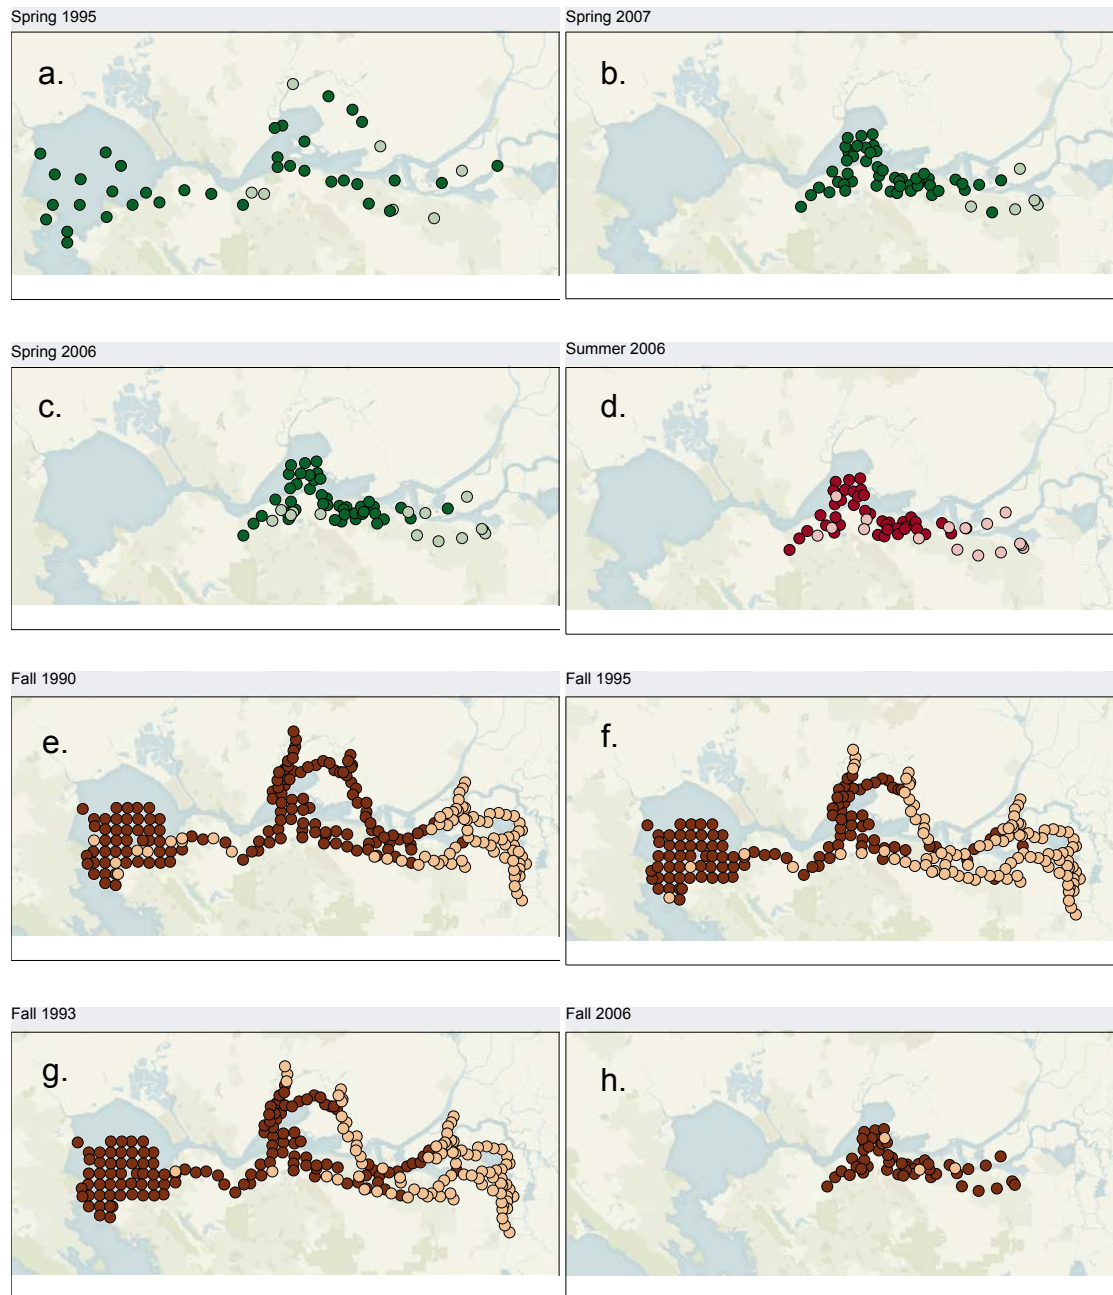 Spring 1995
Spring 2007
a.
b.
Spring 2006
Summer 2006
c.
d.
Fall 1990
Fall 1995
e.
f.
Fall 1993
Fall 2006
g.
h.